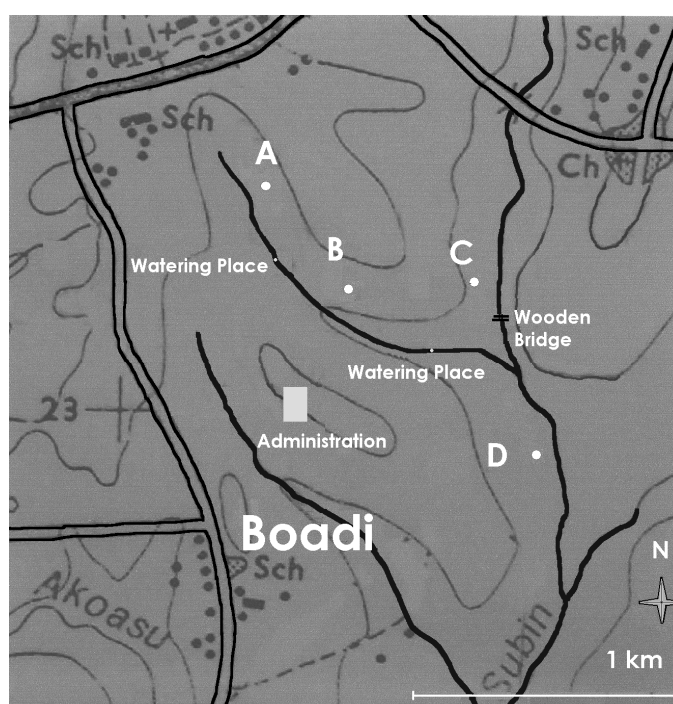 Sch
Sch
Sch
A
Ch
B
C
Watering Place
Wooden
Bridge
Watering Place
23
Administration
D
Boadi
N
Sch
Akoasu
Subin
1 km